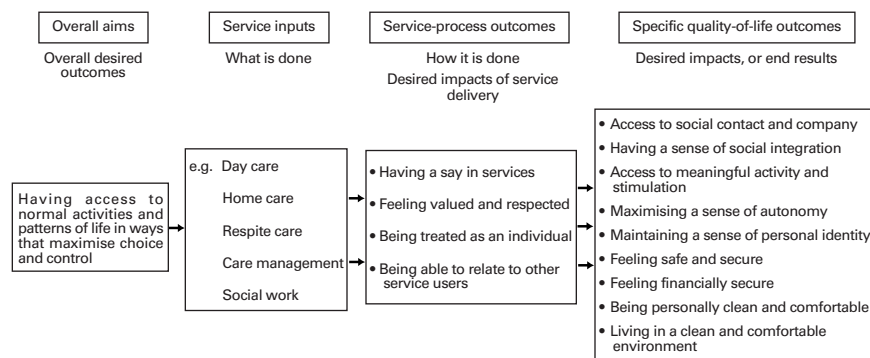 Overall aims
Overall desired
outcomes
Service inputs
What is done
Service-process outcomes
How it is done
Desired impacts of service
delivery
Specific quality-of-life outcomes
Desired impacts, or end results
Having access to
normal activities and
patterns of life in ways
that maximise choice
and control
e.g. Day care
Home care
Respite care
Care management
Social work
• Having a say in services
• Feeling valued and respected
• Being treated as an individual
• Being able to relate to other
service users
• Access to social contact and company
• Having a sense of social integration
• Access to meaningful activity and
stimulation
• Maximising a sense of autonomy
• Maintaining a sense of personal identity
• Feeling safe and secure
• Feeling financially secure
• Being personally clean and comfortable
• Living in a clean and comfortable
environment